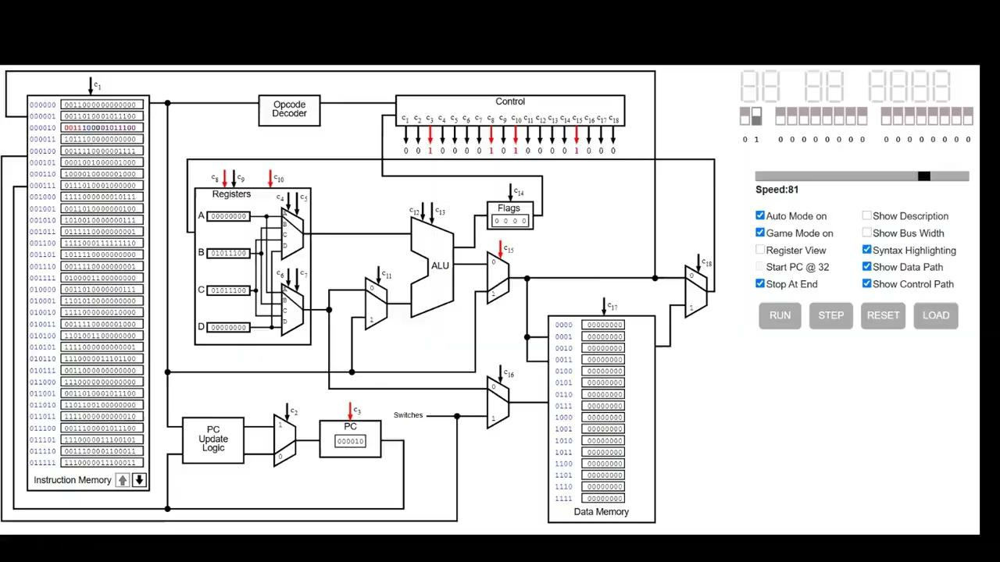 c1
000000 0011000000000000
000001 0011010001011100
000010 0011100001011100
000011 1011100000000000
000100 0011110000001111
000101 0001001000001000
000110 1000010000001000
000111 0111010001000000
001000 1111000000010111
001001 0011010000000100
001010 1010010000000111
001011 0111110000000001
001100 1111000111111110
001101 1011110000000000
001110 1111000000000001
001111 0100001100000000
010000 0110000000000111
010001 1101010000000000
010010 1111000000010000
010011 0011110000001000
010100 1101001100000000
010101 1111000000000001
010110 1110000011101100
010111 0011000000000000
011000 1110000000000000
011001 0011010001011100
011010 1101100100000000
011011 1111000000000010
011100 0011100001011100
011101 1110000011100101
011110 0011100001100011
011111 1110000011100011
Instruction Memory
Opcode Decoder
Control
c1 c2 c3 c4 c5 c6 c7 c8 c9 c10 c11 c12 c13 c14 c15 c16 c17 c18
0 0 1 0 0 0 0 1 0 1 0 0 0 0 1 0 0 0
c8 c9 c10
Registers
c4 c5
A 00000000
B 01011100
C 01011100
D 00000000
A
B
C
D
c6 c7
A
B
C
D
c11
0
1
c12 c13
ALU
c14
Flags
0 0 0 0
c15
0
1
c16
0
1
Switches
PC Update Logic
c2
1
0
c3
PC
000010
c18
0
1
c17
0000 00000000
0001 00000000
0010 00000000
0011 00000000
0100 00000000
0101 00000000
0110 00000000
0111 00000000
1000 00000000
1001 00000000
1010 00000000
1011 00000000
1100 00000000
1101 00000000
1110 00000000
1111 00000000
Data Memory
88 88 8888
0 1 0 0 0 0 0 0 0 0 0 0 0 0 0 0 0 0
Speed:81
Auto Mode on Show Description
Game Mode on Show Bus Width
Register View Syntax Highlighting
Start PC @ 32 Show Data Path
Stop At End Show Control Path
RUN STEP RESET LOAD